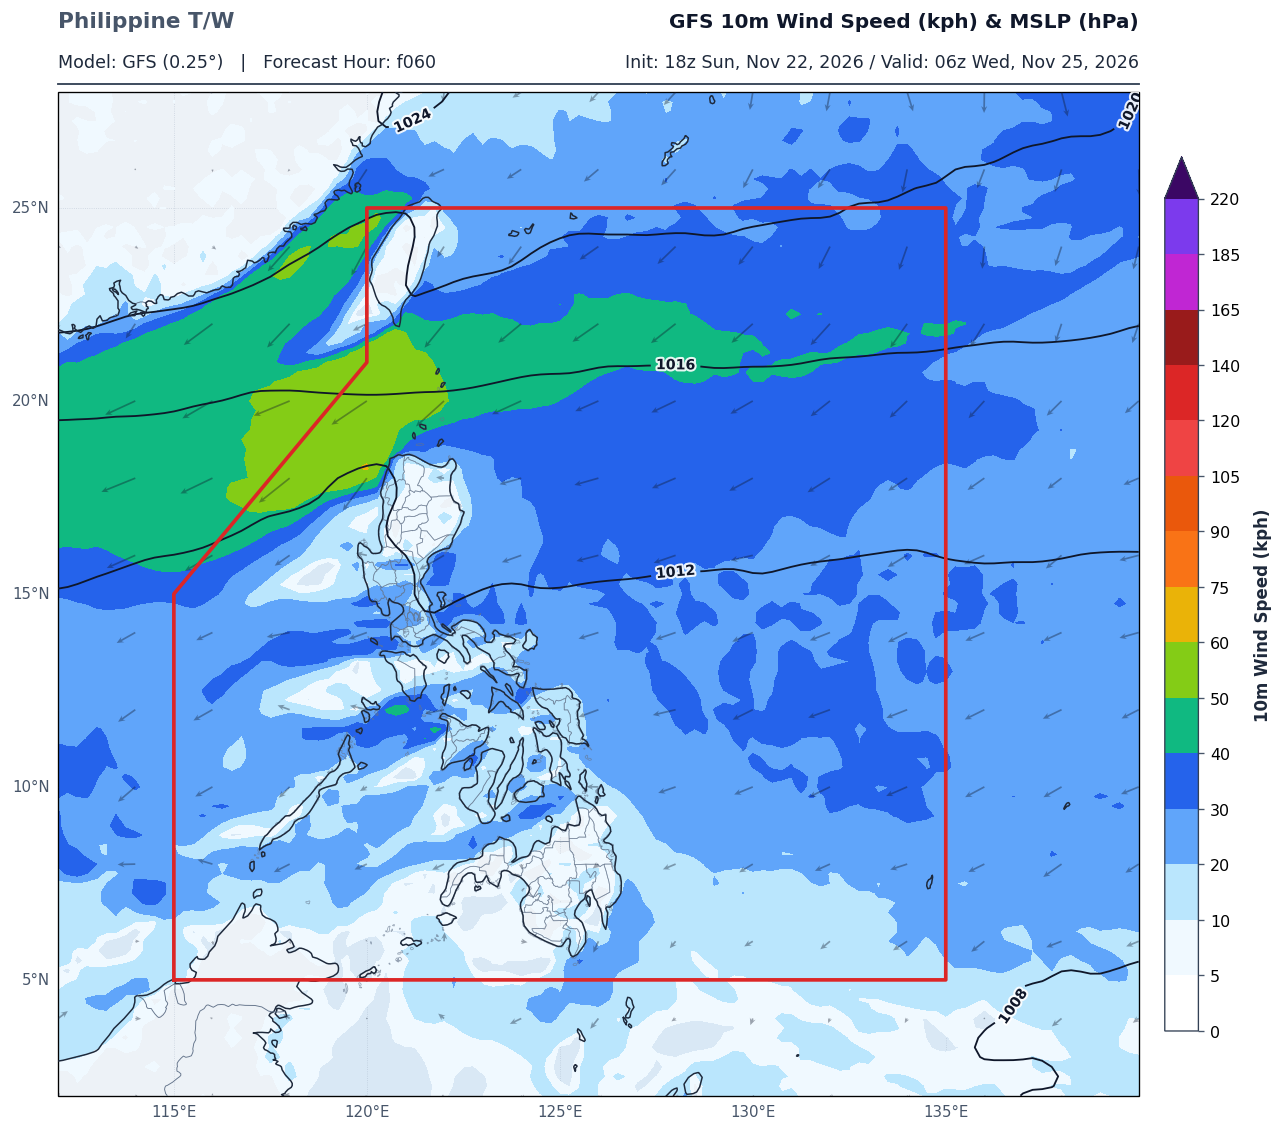 Philippine T/W
GFS 10m Wind Speed (kph) & MSLP (hPa)
Model: GFS (0.25°)   |   Forecast Hour: f060
Init: 18z Sun, Nov 22, 2026 / Valid: 06z Wed, Nov 25, 2026
1024
1020
1016
1012
1008
25°N
20°N
15°N
10°N
5°N
115°E
120°E
125°E
130°E
135°E
220
185
165
140
120
105
90
75
60
50
40
30
20
10
5
0
10m Wind Speed (kph)